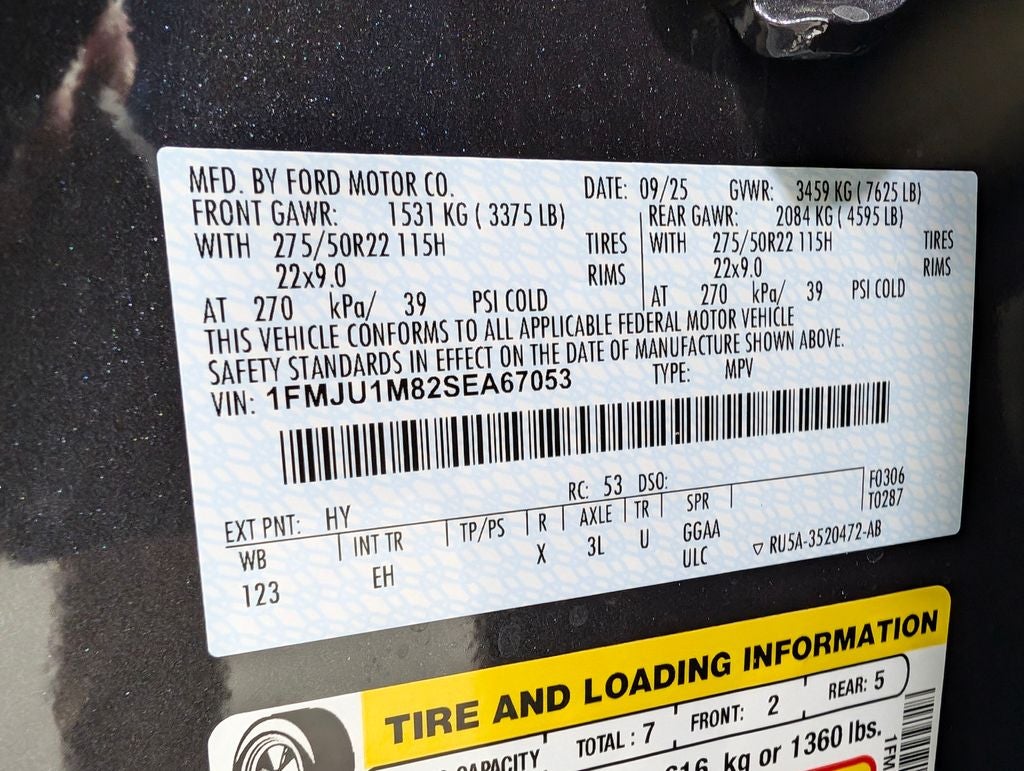 MFD. BY FORD MOTOR CO. DATE: 09/25 GVWR: 3459 KG ( 7625 LB)
FRONT GAWR: 1531 KG ( 3375 LB) REAR GAWR: 2084 KG ( 4595 LB)
WITH 275/50R22 115H TIRES WITH 275/50R22 115H TIRES
22x9.0 RIMS 22x9.0 RIMS
AT 270 kPa/ 39 PSI COLD AT 270 kPa/ 39 PSI COLD
THIS VEHICLE CONFORMS TO ALL APPLICABLE FEDERAL MOTOR VEHICLE
SAFETY STANDARDS IN EFFECT ON THE DATE OF MANUFACTURE SHOWN ABOVE.
VIN: 1FMJU1M82SEA67053 TYPE: MPV
EXT PNT: HY RC: 53 DSO: F0306
T0287
WB INT TR TP/PS R AXLE TR SPR
123 EH X 3L U GGAA
ULC ▽ RU5A-3520472-AB
TIRE AND LOADING INFORMATION
CAPACITY TOTAL : 7 FRONT: 2 REAR: 5
kg or 1360 lbs.
1FM